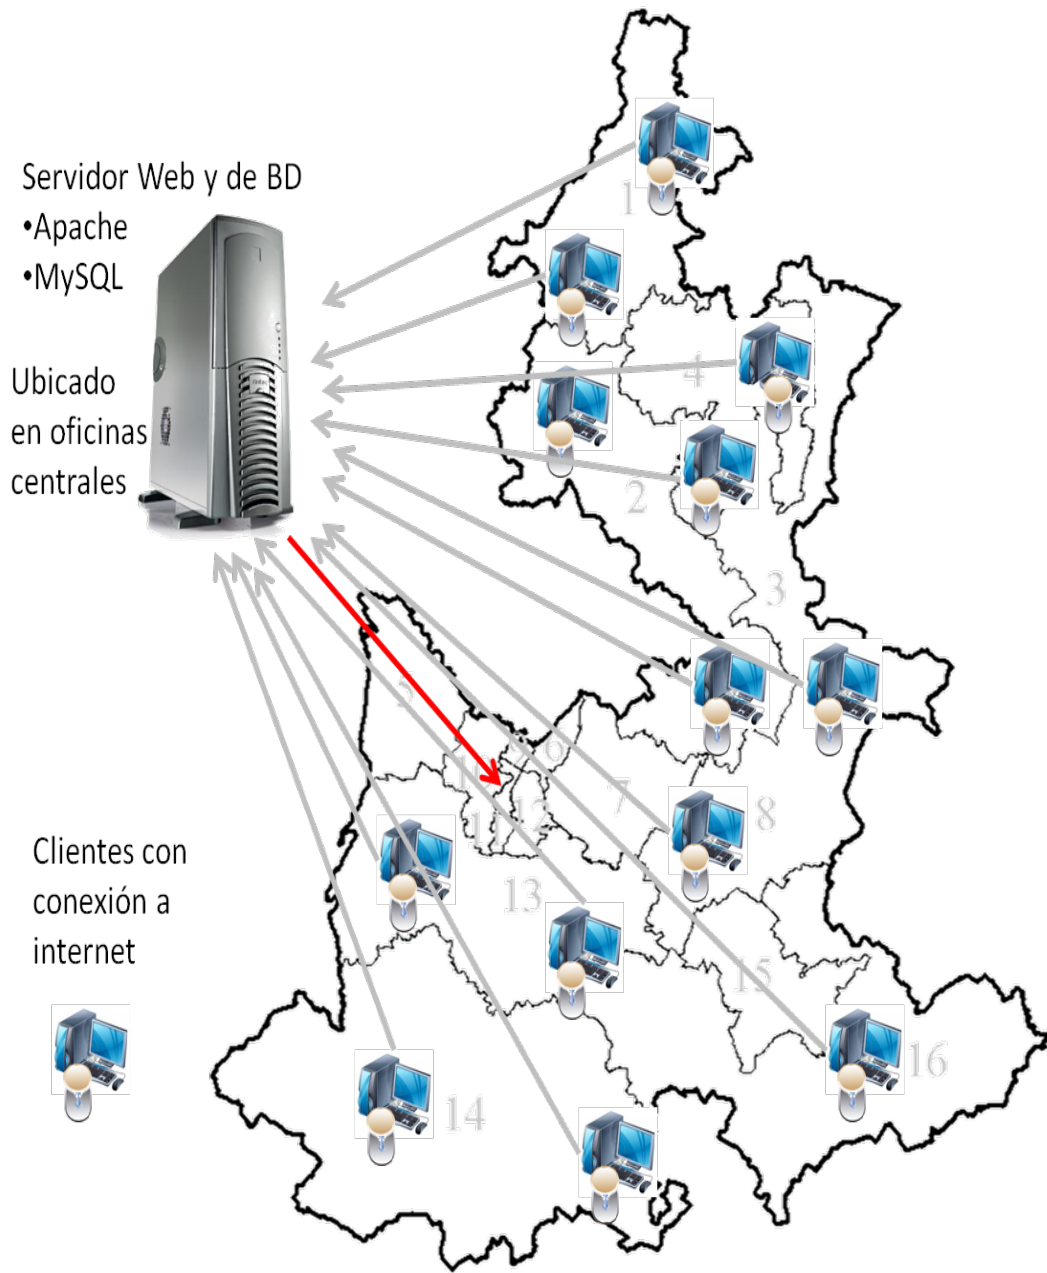 Servidor Web y de BD
•Apache
•MySQL
Ubicado
en oficinas
centrales
1
4
2
3
5
6
10
7
12
11
8
13
15
16
14
Clientes con
conexión a
internet